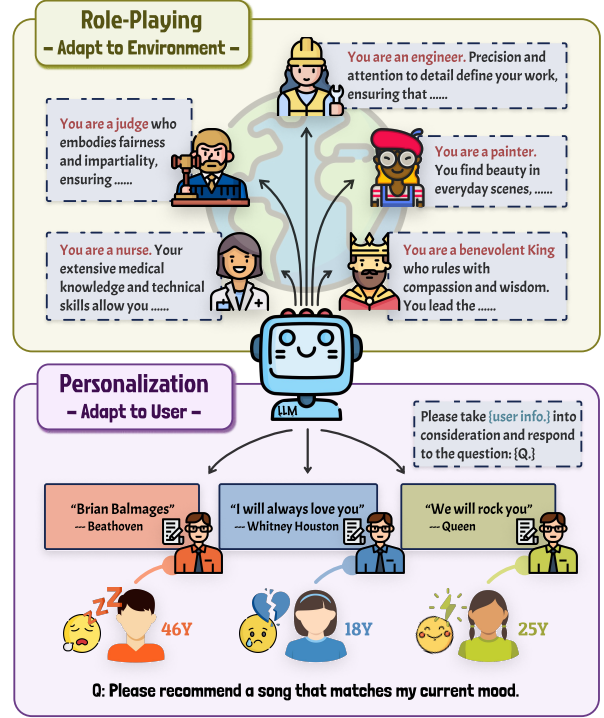 Role-Playing
– Adapt to Environment –
You are an engineer. Precision and
attention to detail define your work,
ensuring that ......
You are a judge who
embodies fairness
and impartiality,
ensuring ......
You are a painter.
You find beauty in
everyday scenes, ......
You are a nurse. Your
extensive medical
knowledge and technical
skills allow you ......
You are a benevolent King
who rules with
compassion and wisdom.
You lead the ......
LLM
Personalization
– Adapt to User –
Please take {user info.} into
consideration and respond
to the question: {Q.}
“Brian Balmages”
--- Beathoven
“I will always love you”
--- Whitney Houston
“We will rock you”
--- Queen
zzZ
46Y
18Y
25Y
Q: Please recommend a song that matches my current mood.